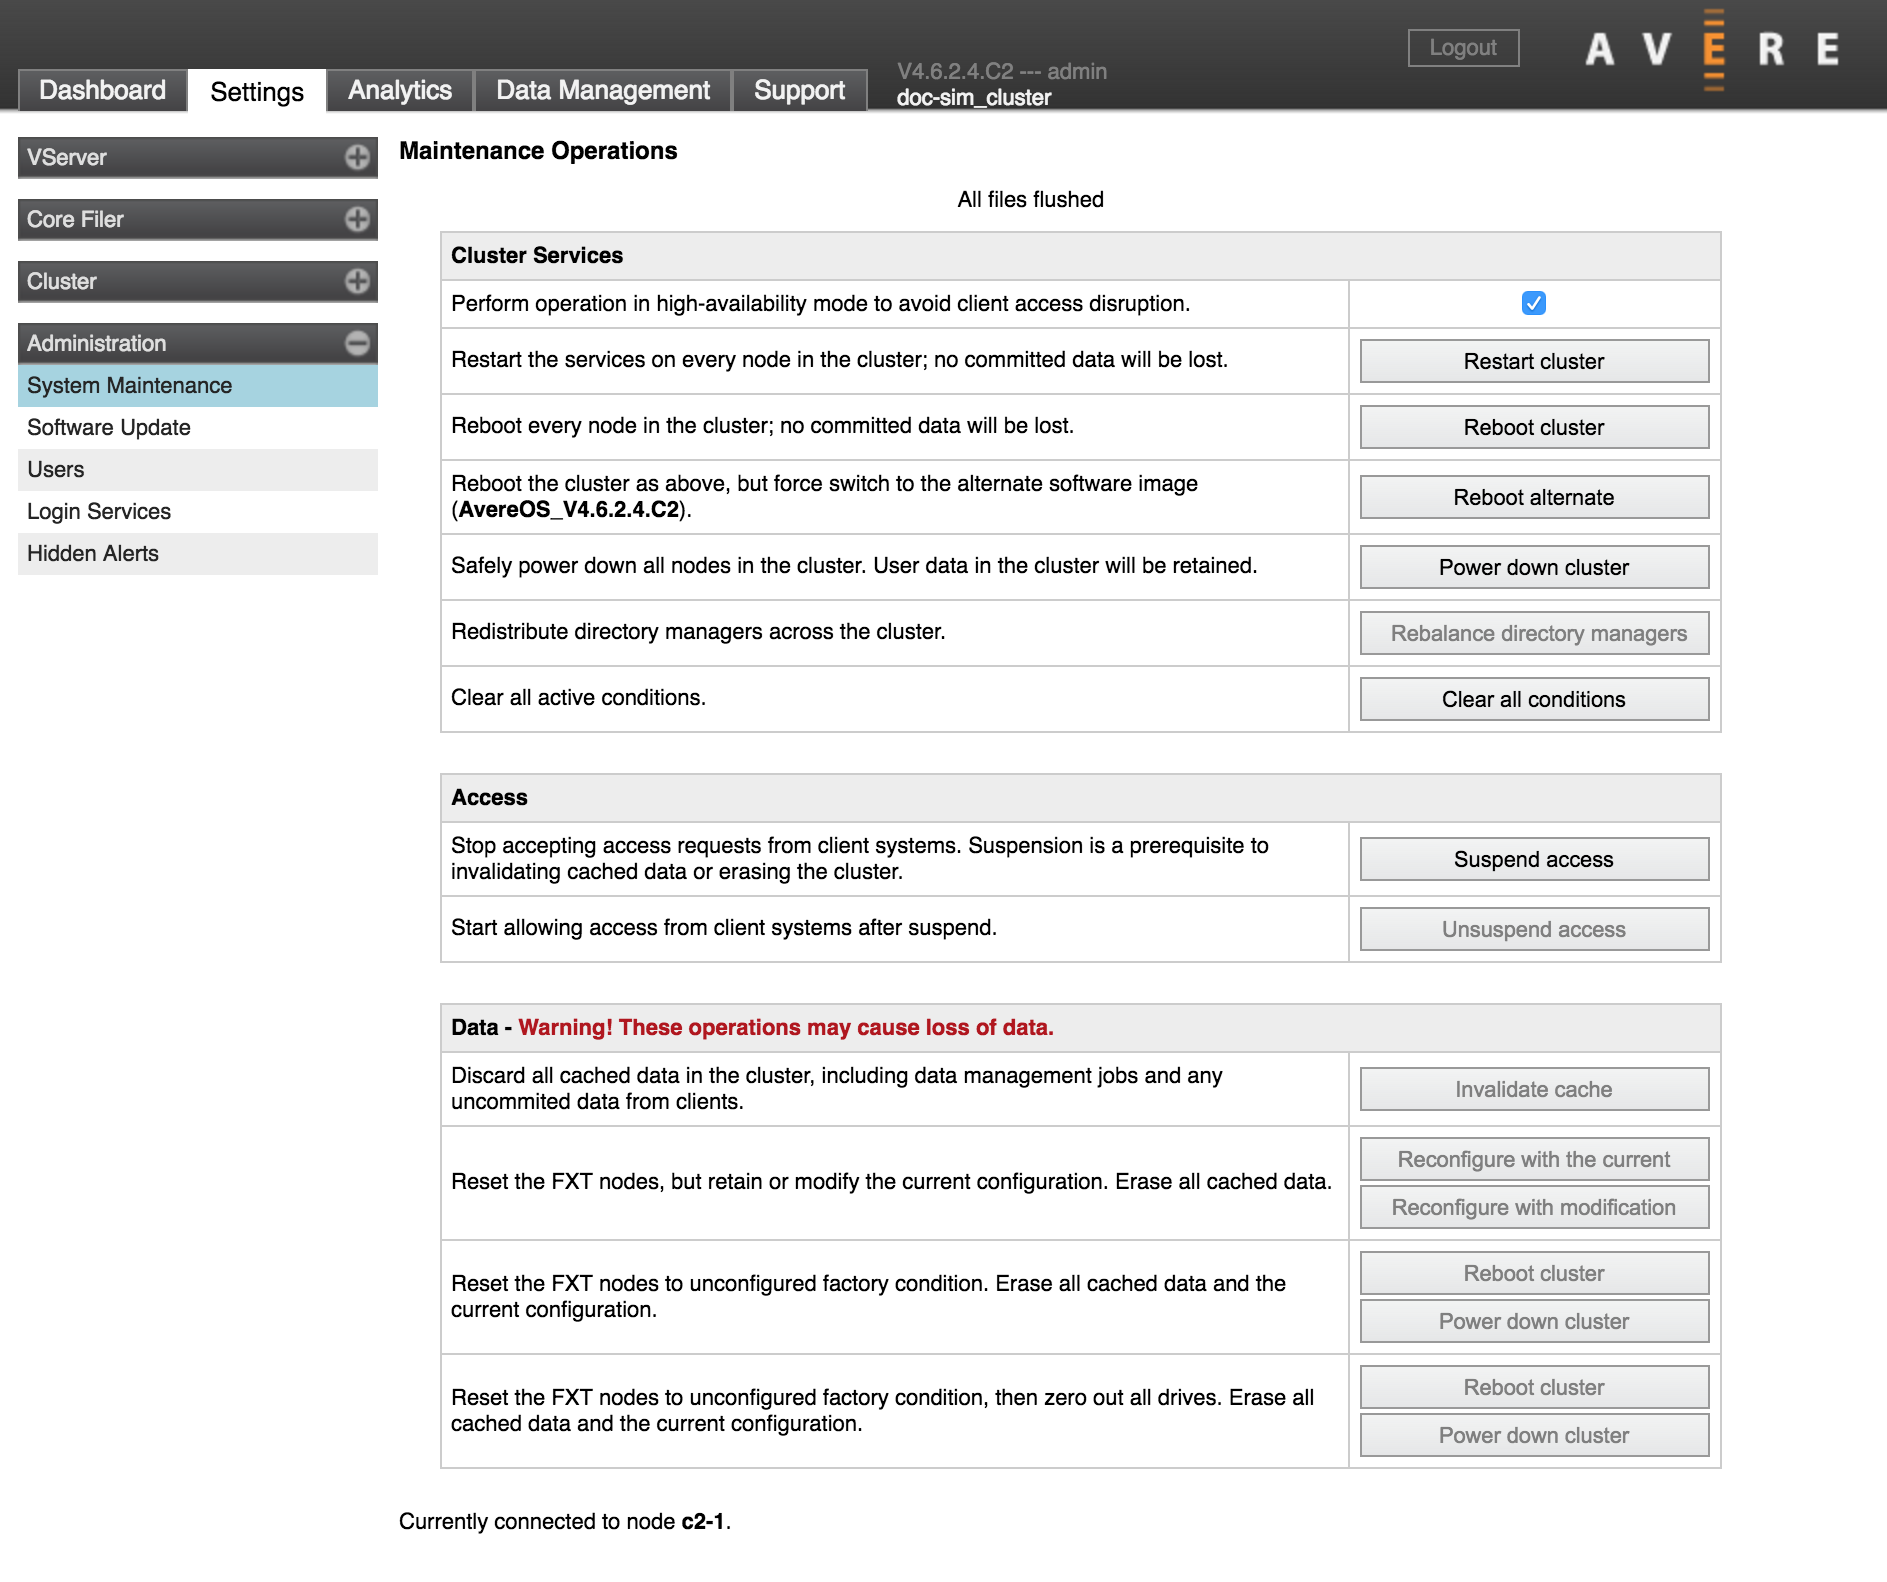 Logout
AVERE
Dashboard
Settings
Analytics
Data Management
Support
V4.6.2.4.C2 --- admin
doc-sim_cluster
VServer
Core Filer
Cluster
Administration
System Maintenance
Software Update
Users
Login Services
Hidden Alerts
Maintenance Operations
All files flushed
Cluster Services
Perform operation in high-availability mode to avoid client access disruption.
Restart the services on every node in the cluster; no committed data will be lost.
Restart cluster
Reboot every node in the cluster; no committed data will be lost.
Reboot cluster
Reboot the cluster as above, but force switch to the alternate software image
(AvereOS_V4.6.2.4.C2).
Reboot alternate
Safely power down all nodes in the cluster. User data in the cluster will be retained.
Power down cluster
Redistribute directory managers across the cluster.
Rebalance directory managers
Clear all active conditions.
Clear all conditions
Access
Stop accepting access requests from client systems. Suspension is a prerequisite to
invalidating cached data or erasing the cluster.
Suspend access
Start allowing access from client systems after suspend.
Unsuspend access
Data - Warning! These operations may cause loss of data.
Discard all cached data in the cluster, including data management jobs and any
uncommited data from clients.
Invalidate cache
Reset the FXT nodes, but retain or modify the current configuration. Erase all cached data.
Reconfigure with the current
Reconfigure with modification
Reset the FXT nodes to unconfigured factory condition. Erase all cached data and the
current configuration.
Reboot cluster
Power down cluster
Reset the FXT nodes to unconfigured factory condition, then zero out all drives. Erase all
cached data and the current configuration.
Reboot cluster
Power down cluster
Currently connected to node c2-1.